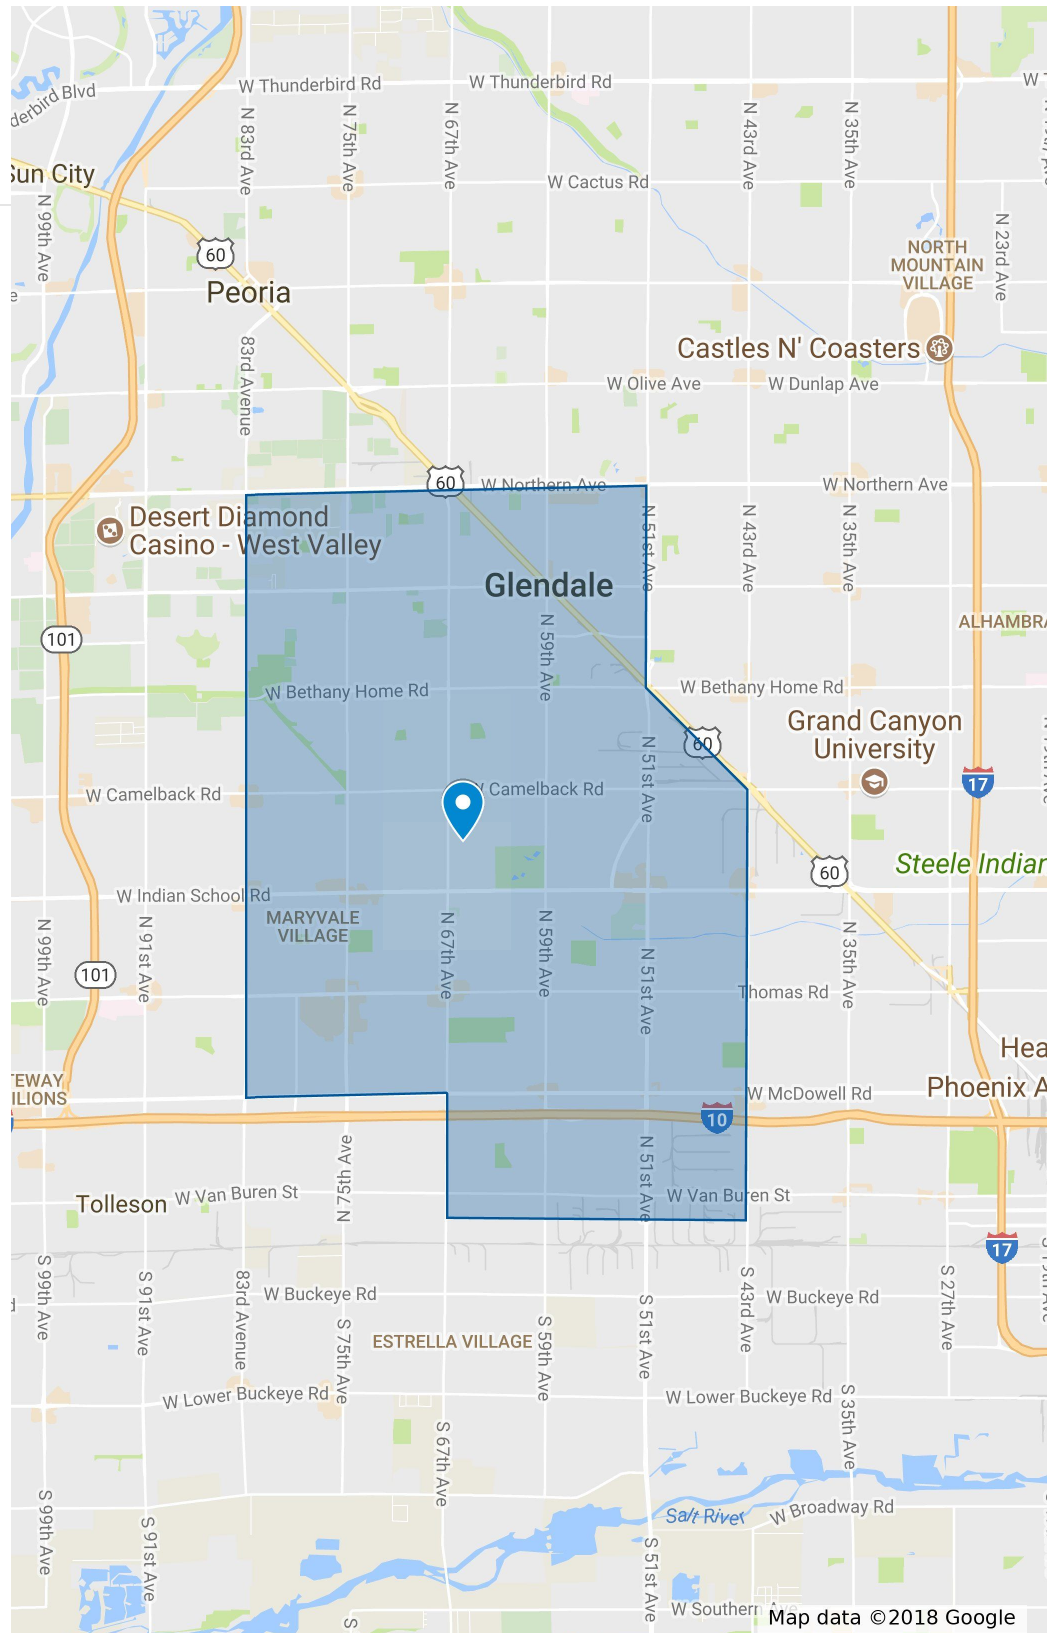 W Thunderbird Rd
W Thunderbird Rd
derbird Blvd
N 83rd Ave
N 75th Ave
N 67th Ave
N 43rd Ave
N 35th Ave
Sun City
W Cactus Rd
N 99th Ave
N 23rd Ave
60
NORTH
MOUNTAIN
VILLAGE
Peoria
83rd Avenue
Castles N' Coasters
W Olive Ave
W Dunlap Ave
60
W Northern Ave
W Northern Ave
Desert Diamond
Casino - West Valley
N 51st Ave
N 43rd Ave
N 35th Ave
Glendale
N 59th Ave
101
ALHAMBRA
W Bethany Home Rd
W Bethany Home Rd
Grand Canyon
University
60
N 51st Ave
17
W Camelback Rd
W Camelback Rd
60
Steele Indian
W Indian School Rd
MARYVALE
VILLAGE
N 99th Ave
N 91st Ave
N 67th Ave
N 59th Ave
N 51st Ave
N 35th Ave
101
Thomas Rd
Hea
Phoenix A
TEWAY
ILIONS
W McDowell Rd
10
N 75th Ave
N 51st Ave
Tolleson
W Van Buren St
W Van Buren St
17
S 99th Ave
S 91st Ave
83rd Avenue
S 75th Ave
S 59th Ave
S 51st Ave
S 43rd Ave
S 27th Ave
W Buckeye Rd
W Buckeye Rd
ESTRELLA VILLAGE
W Lower Buckeye Rd
W Lower Buckeye Rd
S 67th Ave
S 35th Ave
S 99th Ave
S 91st Ave
Salt River
W Broadway Rd
S 51st Ave
W Southern Ave
S
Map data ©2018 Google